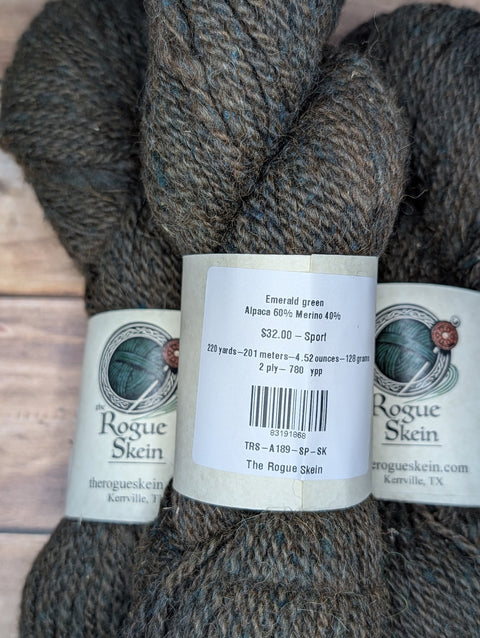 Emerald green
Alpaca 60% Merino 40%
$32.00 – Sport
220 yards–201 meters–4.52 ounces–128 grams
2 ply– 780 ypp
83191868
TRS–A189–SP–SK
The Rogue Skein
the
Rogue
Skein
therogueskein
Kerrville,
Rogue
Skein
erogueskein.com
Kerrville, TX